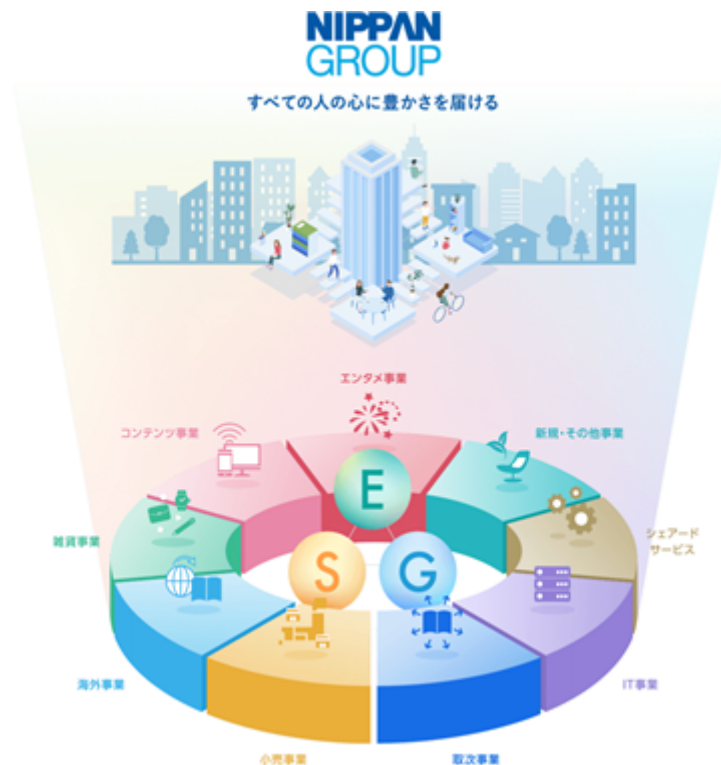 NIPPAN
GROUP
すべての人の心に豊かさを届ける
エンタメ事業
コンテンツ事業
新規・その他事業
雑貨事業
シェアード
サービス
E
S
G
海外事業
IT事業
小売事業
取次事業